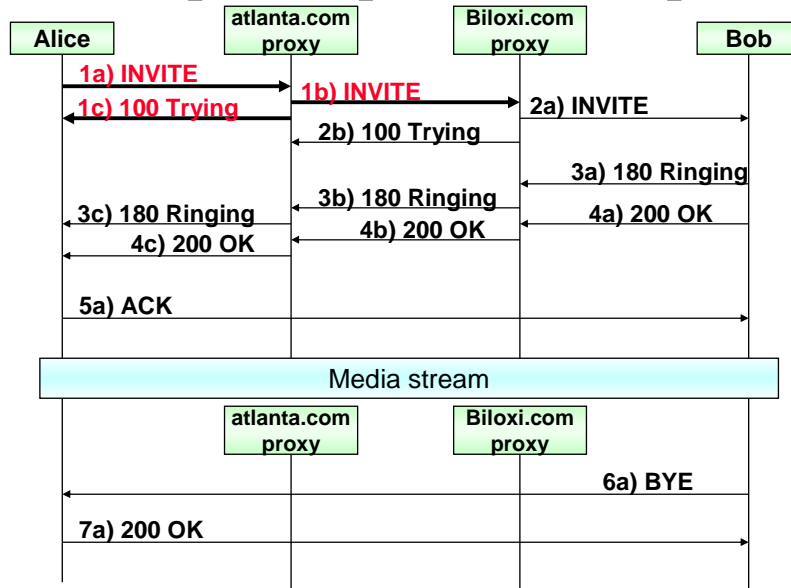 Alice
atlanta.com
proxy
Biloxi.com
proxy
Bob
1a) INVITE
1b) INVITE
1c) 100 Trying
2a) INVITE
2b) 100 Trying
3a) 180 Ringing
3b) 180 Ringing
3c) 180 Ringing
4a) 200 OK
4b) 200 OK
4c) 200 OK
5a) ACK
Media stream
atlanta.com
proxy
Biloxi.com
proxy
6a) BYE
7a) 200 OK